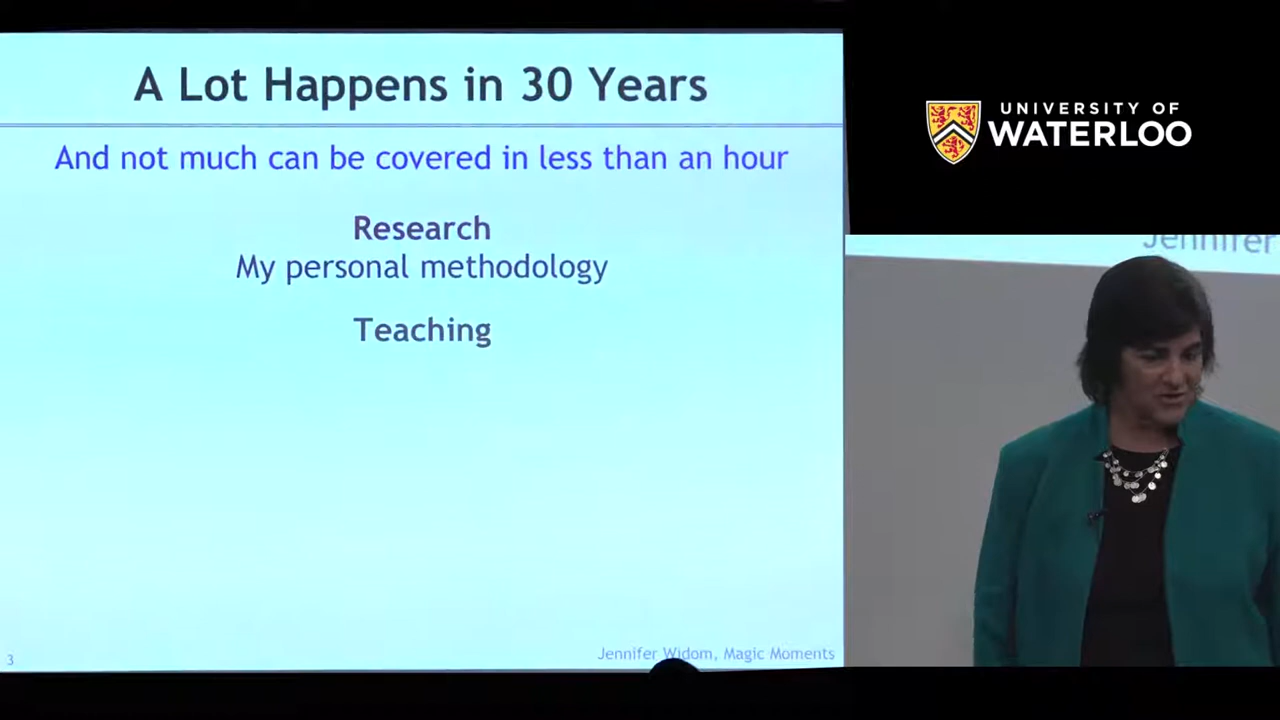 A Lot Happens in 30 Years
And not much can be covered in less than an hour
Research
My personal methodology
Teaching
3
Jennifer Widom, Magic Moments
UNIVERSITY OF
WATERLOO
Jennifer